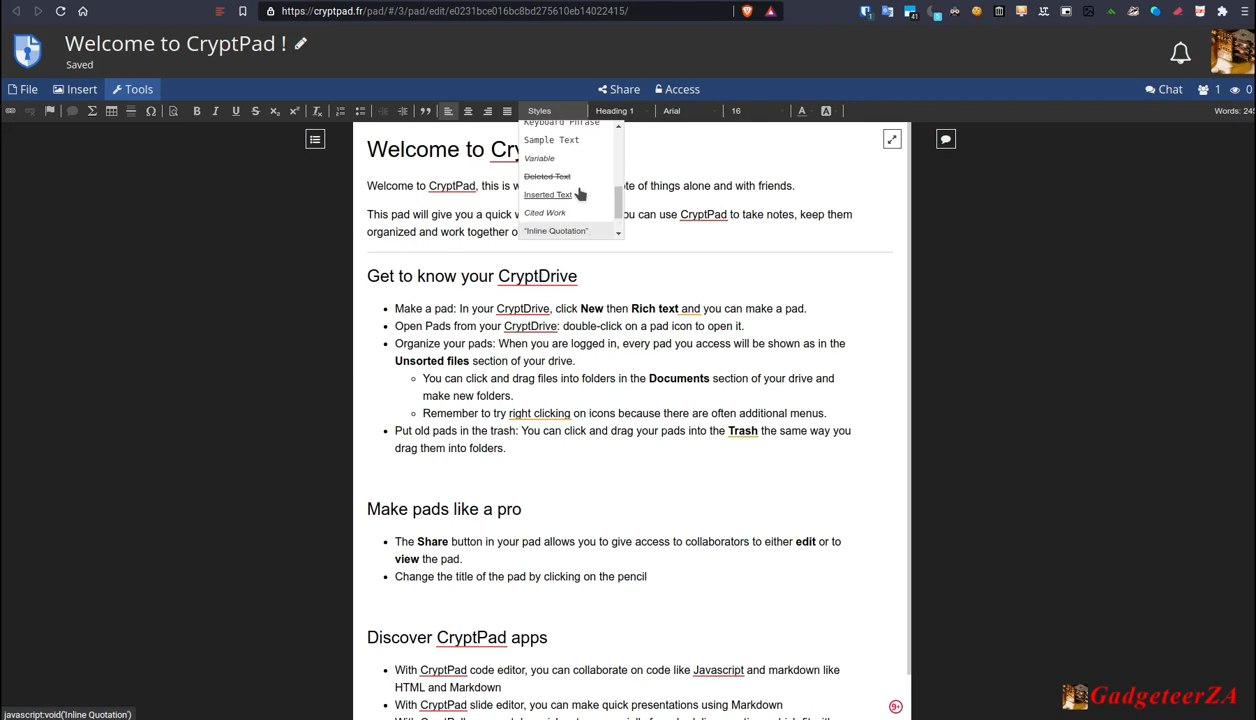 https://cryptpad.fr/pad/#/3/pad/edit/e0231bce016bc8bd275610eb14022415/
Welcome to CryptPad !
Saved
File Insert Tools Share Access Chat 1 0
Styles Heading 1 Arial 16 Words: 245
Keyboard Phrase
Sample Text
Variable
Deleted Text
Inserted Text
Cited Work
"Inline Quotation"
Welcome to Cry
Welcome to CryptPad, this is w te of things alone and with friends.
This pad will give you a quick w ou can use CryptPad to take notes, keep them
organized and work together o
Get to know your CryptDrive
• Make a pad: In your CryptDrive, click New then Rich text and you can make a pad.
• Open Pads from your CryptDrive: double-click on a pad icon to open it.
• Organize your pads: When you are logged in, every pad you access will be shown as in the
Unsorted files section of your drive.
◦ You can click and drag files into folders in the Documents section of your drive and
make new folders.
◦ Remember to try right clicking on icons because there are often additional menus.
• Put old pads in the trash: You can click and drag your pads into the Trash the same way you
drag them into folders.
Make pads like a pro
• The Share button in your pad allows you to give access to collaborators to either edit or to
view the pad.
• Change the title of the pad by clicking on the pencil
Discover CryptPad apps
• With CryptPad code editor, you can collaborate on code like Javascript and markdown like
HTML and Markdown
• With CryptPad slide editor, you can make quick presentations using Markdown
9+
javascript:void('Inline Quotation')
GadgeteerZA